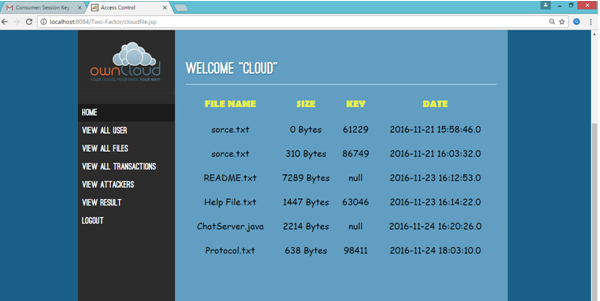 Consumen Session Key -
Access Control
localhost:8084/Two-Factor/cloudfile.jsp
ownCloud
YOUR CLOUD, YOUR DATA, YOUR WAY!
HOME
VIEW ALL USER
VIEW ALL FILES
VIEW ALL TRANSACTIONS
VIEW ATTACKERS
VIEW RESULT
LOGOUT
WELCOME "CLOUD"
FILE NAME SIZE KEY DATE
sorce.txt 0 Bytes 61229 2016-11-21 15:58:46.0
sorce.txt 310 Bytes 86749 2016-11-21 16:03:32.0
README.txt 7289 Bytes null 2016-11-23 16:12:53.0
Help File.txt 1447 Bytes 63046 2016-11-23 16:14:22.0
ChatServer.java 2214 Bytes null 2016-11-24 16:20:26.0
Protocol.txt 638 Bytes 98411 2016-11-24 18:03:10.0